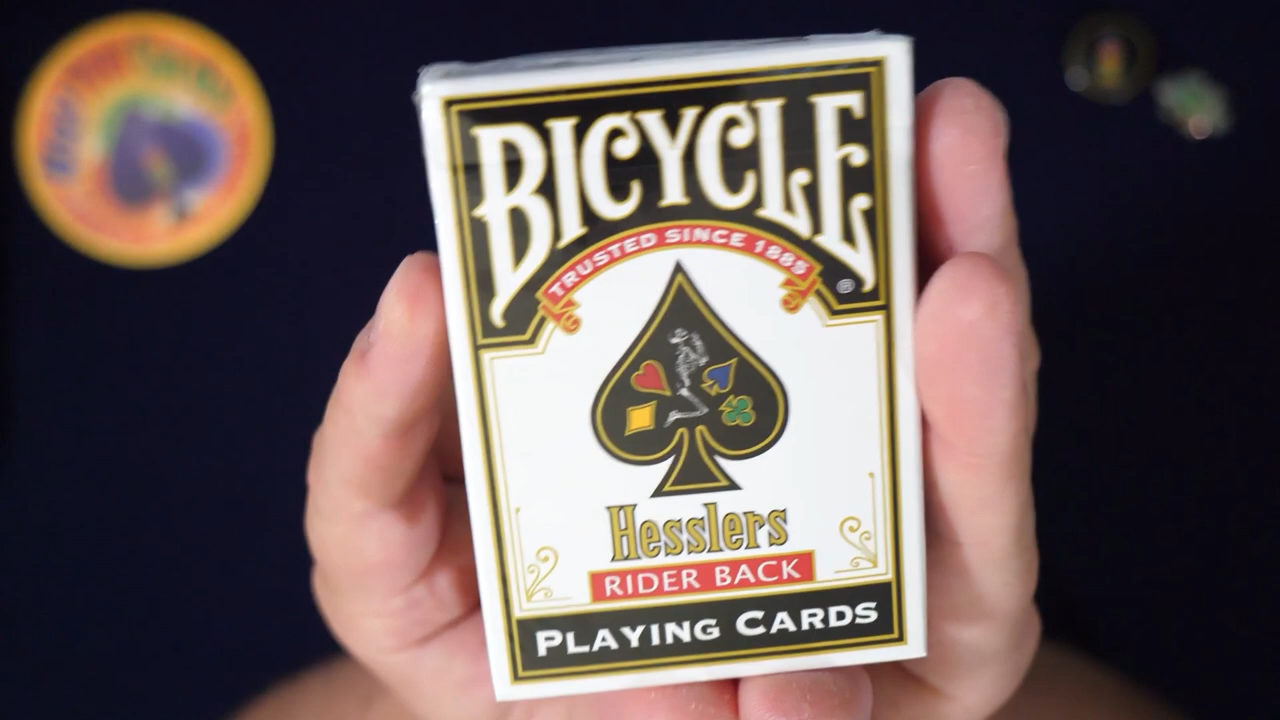 BICYCLE
®
TRUSTED SINCE 1885
Hesslers
RIDER BACK
PLAYING CARDS